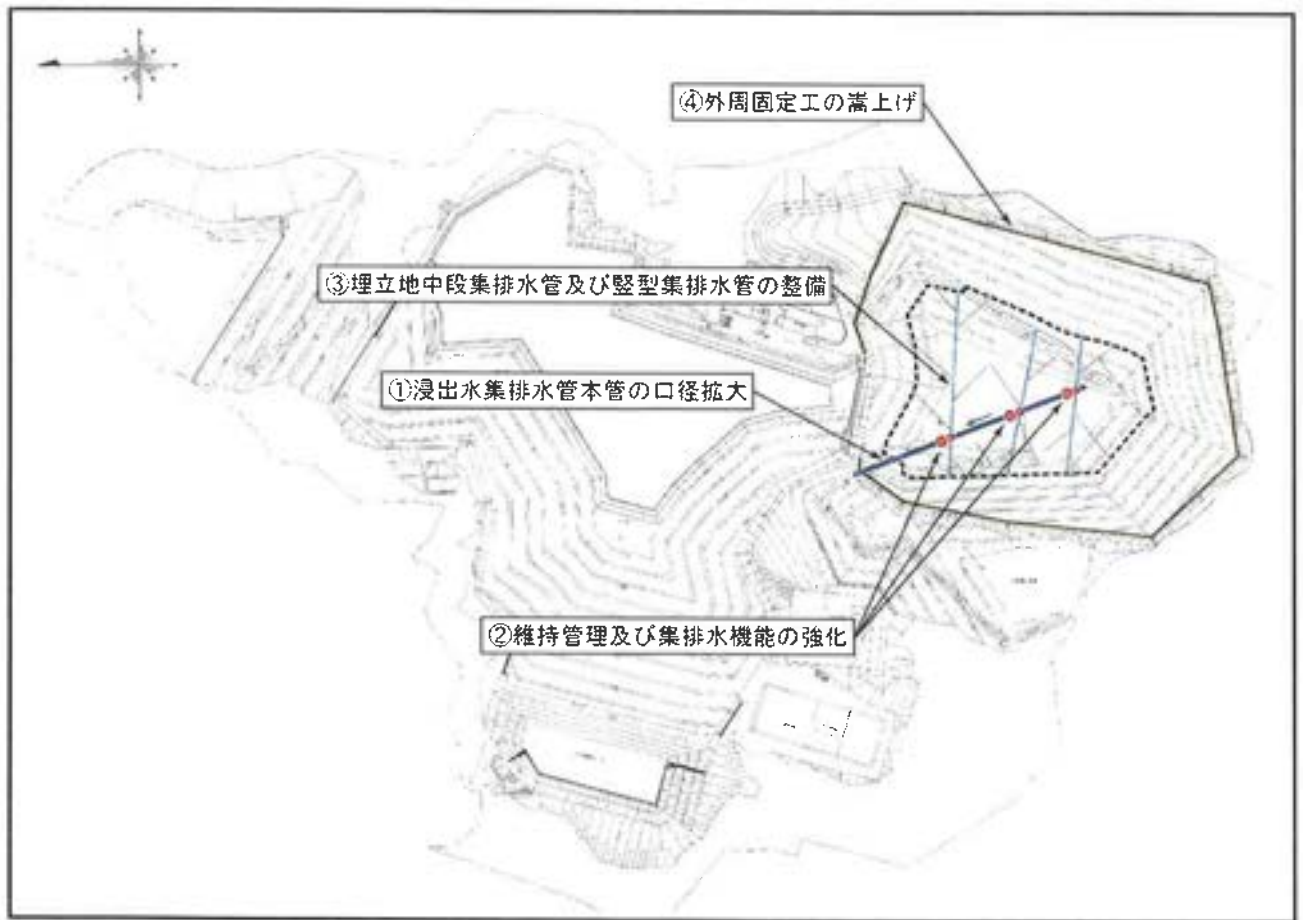 ④外周固定工の嵩上げ
③埋立地中段集排水管及び竪型集排水管の整備
①浸出水集排水管本管の口径拡大
②維持管理及び集排水機能の強化